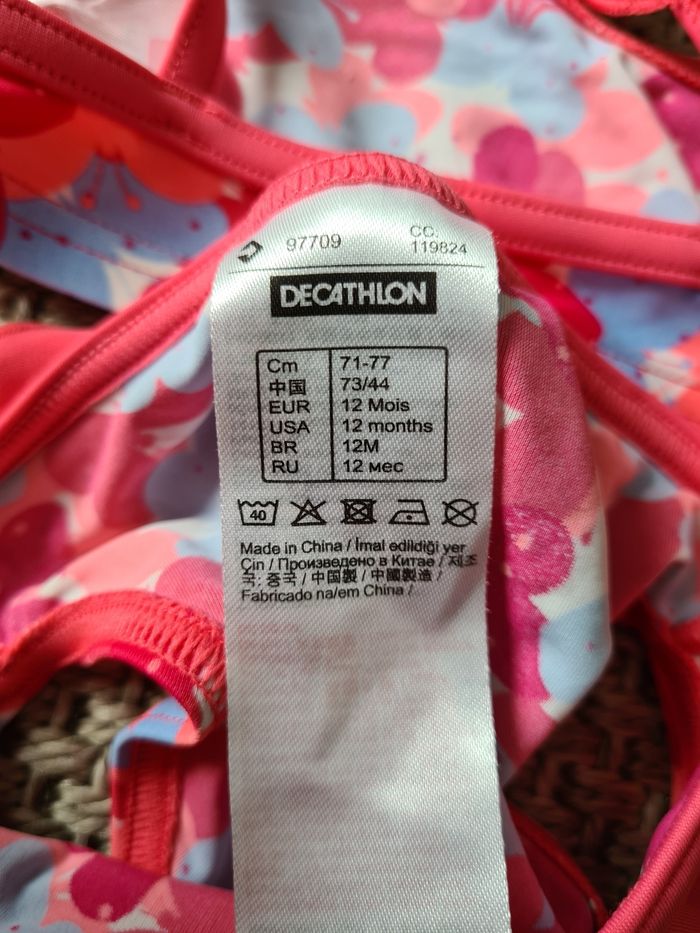 97709 CC. 119824
DECATHLON
Cm 71-77
中国 73/44
EUR 12 Mois
USA 12 months
BR 12M
RU 12 мес
40
Made in China / İmal edildiği yer
Çin / Произведено в Китае / 제조
국: 중국 / 中国製 / 中國製造 /
Fabricado na/em China /